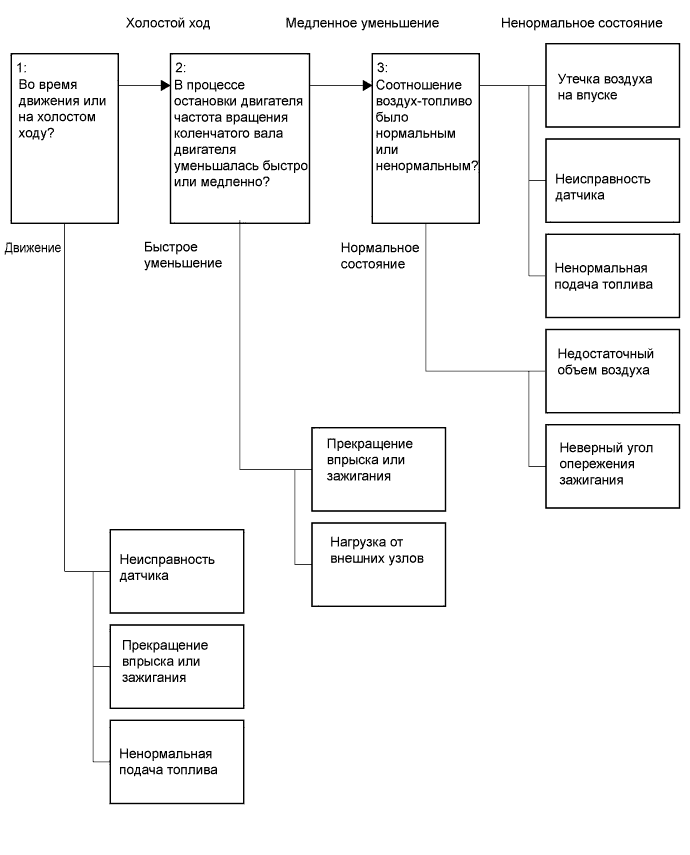 Холостой ход
Медленное уменьшение
Ненормальное состояние
1:
Во время
движения или
на холостом
ходу?
2:
В процессе
остановки двигателя
частота вращения
коленчатого вала
двигателя
уменьшалась быстро
или медленно?
3:
Соотношение
воздух-топливо
было
нормальным
или
ненормальным?
Утечка воздуха
на впуске
Неисправность
датчика
Ненормальная
подача топлива
Движение
Быстрое
уменьшение
Нормальное
состояние
Недостаточный
объем воздуха
Неверный угол
опережения
зажигания
Прекращение
впрыска или
зажигания
Нагрузка от
внешних узлов
Неисправность
датчика
Прекращение
впрыска или
зажигания
Ненормальная
подача топлива